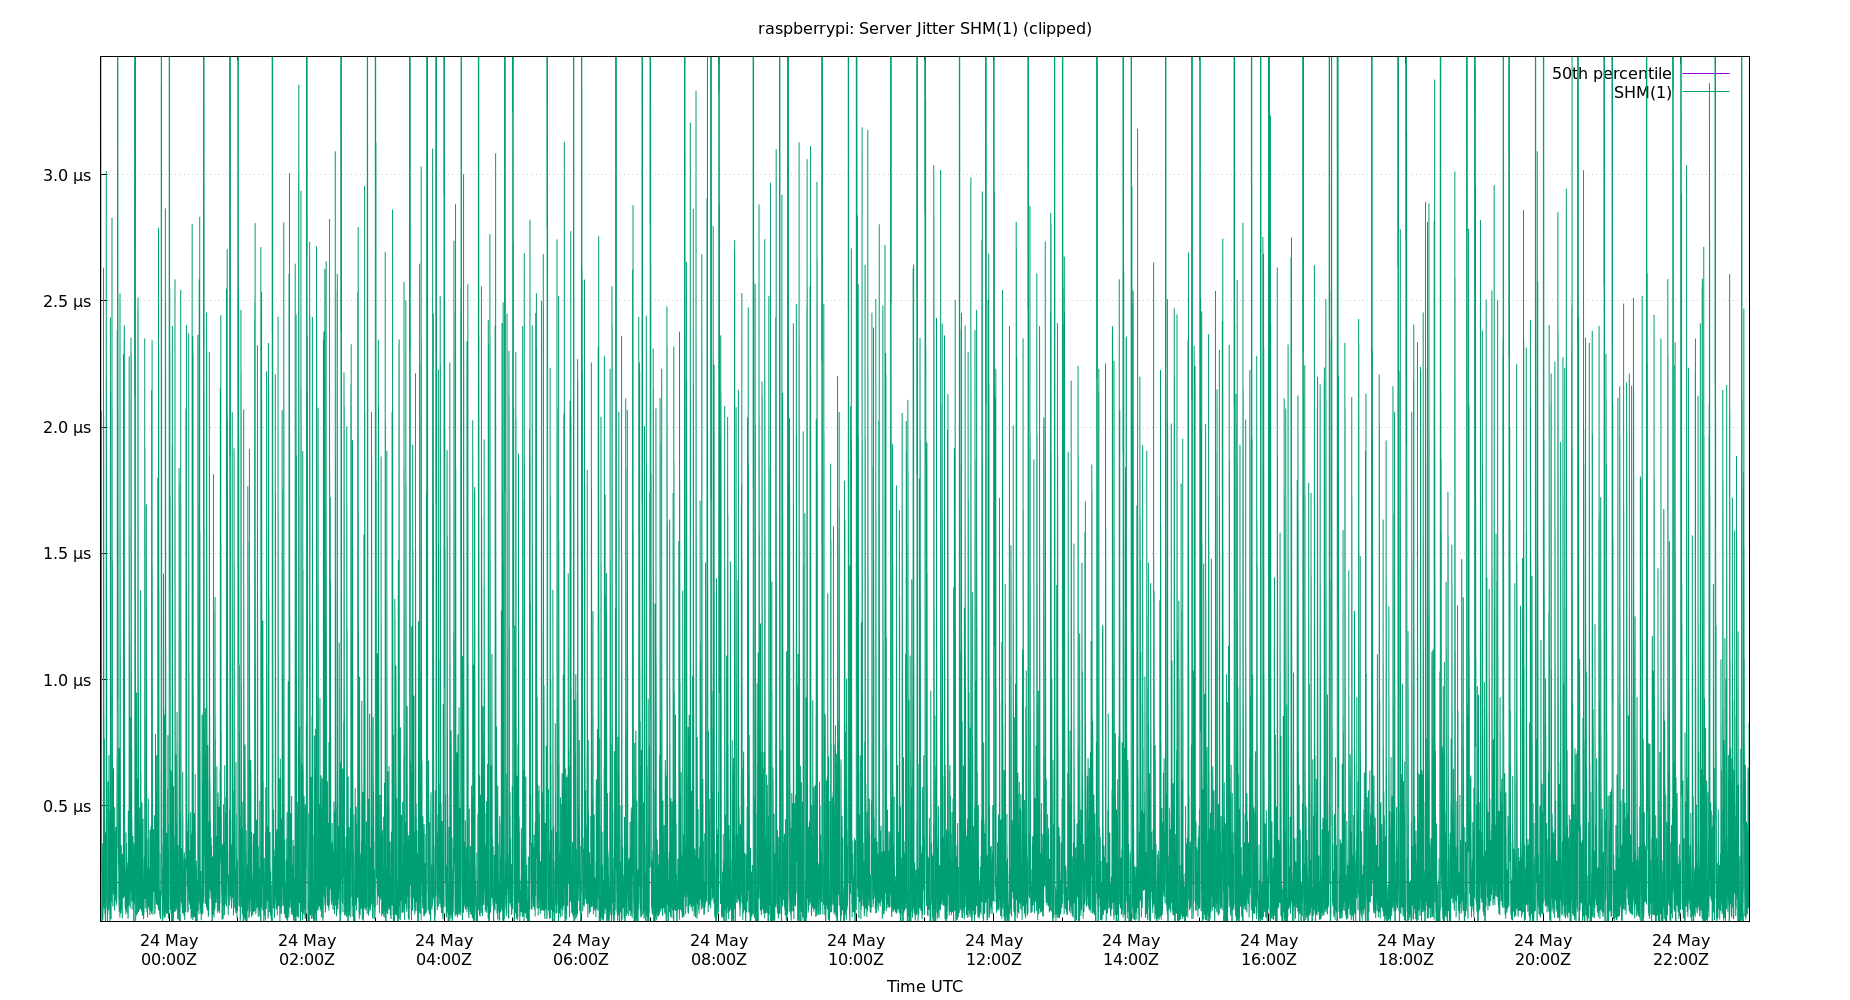 raspberrypi: Server Jitter SHM(1) (clipped)
50th percentile
SHM(1)
3.0 µs
2.5 µs
2.0 µs
1.5 µs
1.0 µs
0.5 µs
24 May 24 May 24 May 24 May 24 May 24 May 24 May 24 May 24 May 24 May 24 May 24 May
00:00Z 02:00Z 04:00Z 06:00Z 08:00Z 10:00Z 12:00Z 14:00Z 16:00Z 18:00Z 20:00Z 22:00Z
Time UTC